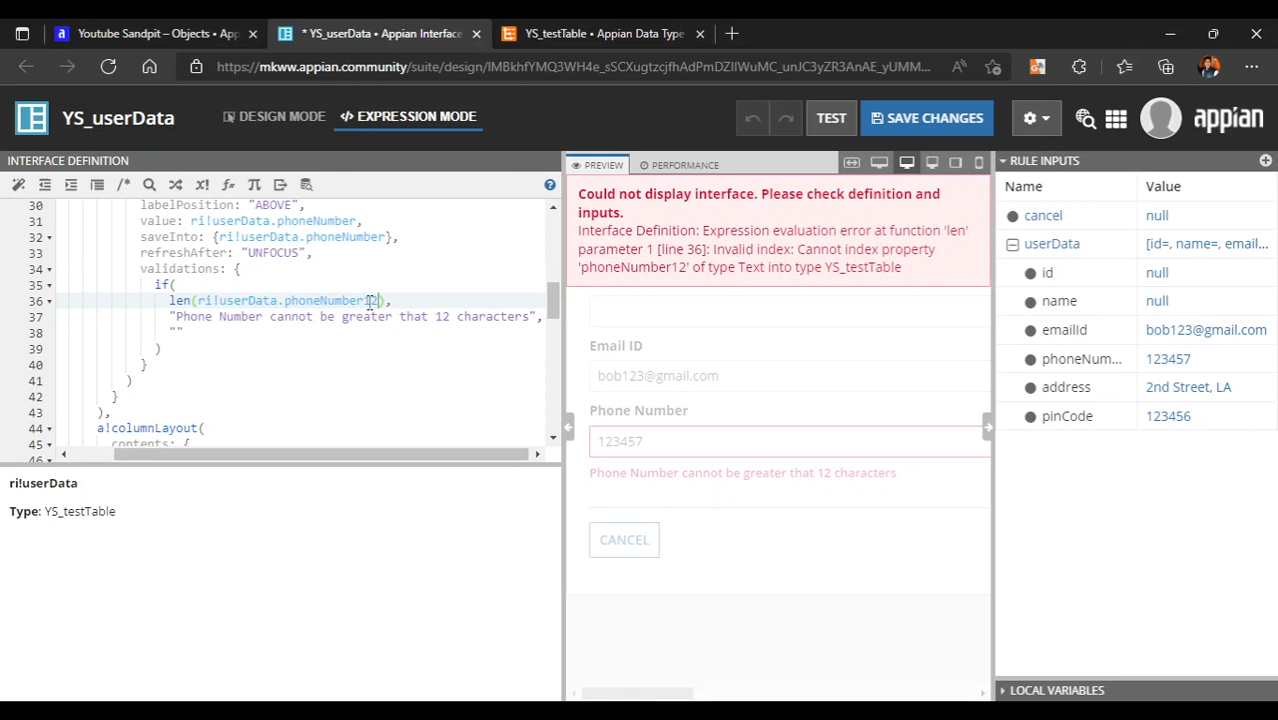 Youtube Sandpit – Objects • App
* YS_userData • Appian Interface
YS_testTable • Appian Data Type
https://mkww.appian.community/suite/design/
YS_userData
DESIGN MODE
EXPRESSION MODE
TEST
SAVE CHANGES
appian
INTERFACE DEFINITION
PREVIEW
PERFORMANCE
RULE INPUTS
30 labelPosition: "ABOVE",
31 value: ri!userData.phoneNumber,
32 saveInto: {ri!userData.phoneNumber},
33 refreshAfter: "UNFOCUS",
34 validations: {
35 if(
36 len(ri!userData.phoneNumber12),
37 "Phone Number cannot be greater that 12 characters",
38 ""
39 )
40 }
41 )
42 }
43 ),
44 a!columnLayout(
45 contents: {
46
ri!userData
Type: YS_testTable
Could not display interface. Please check definition and
inputs.
Interface Definition: Expression evaluation error at function 'len'
parameter 1 [line 36]: Invalid index: Cannot index property
'phoneNumber12' of type Text into type YS_testTable
Email ID
bob123@gmail.com
Phone Number
123457
Phone Number cannot be greater that 12 characters
CANCEL
Name Value
cancel null
userData [id=, name=, email...
id null
name null
emailId bob123@gmail.com
phoneNum... 123457
address 2nd Street, LA
pinCode 123456
LOCAL VARIABLES